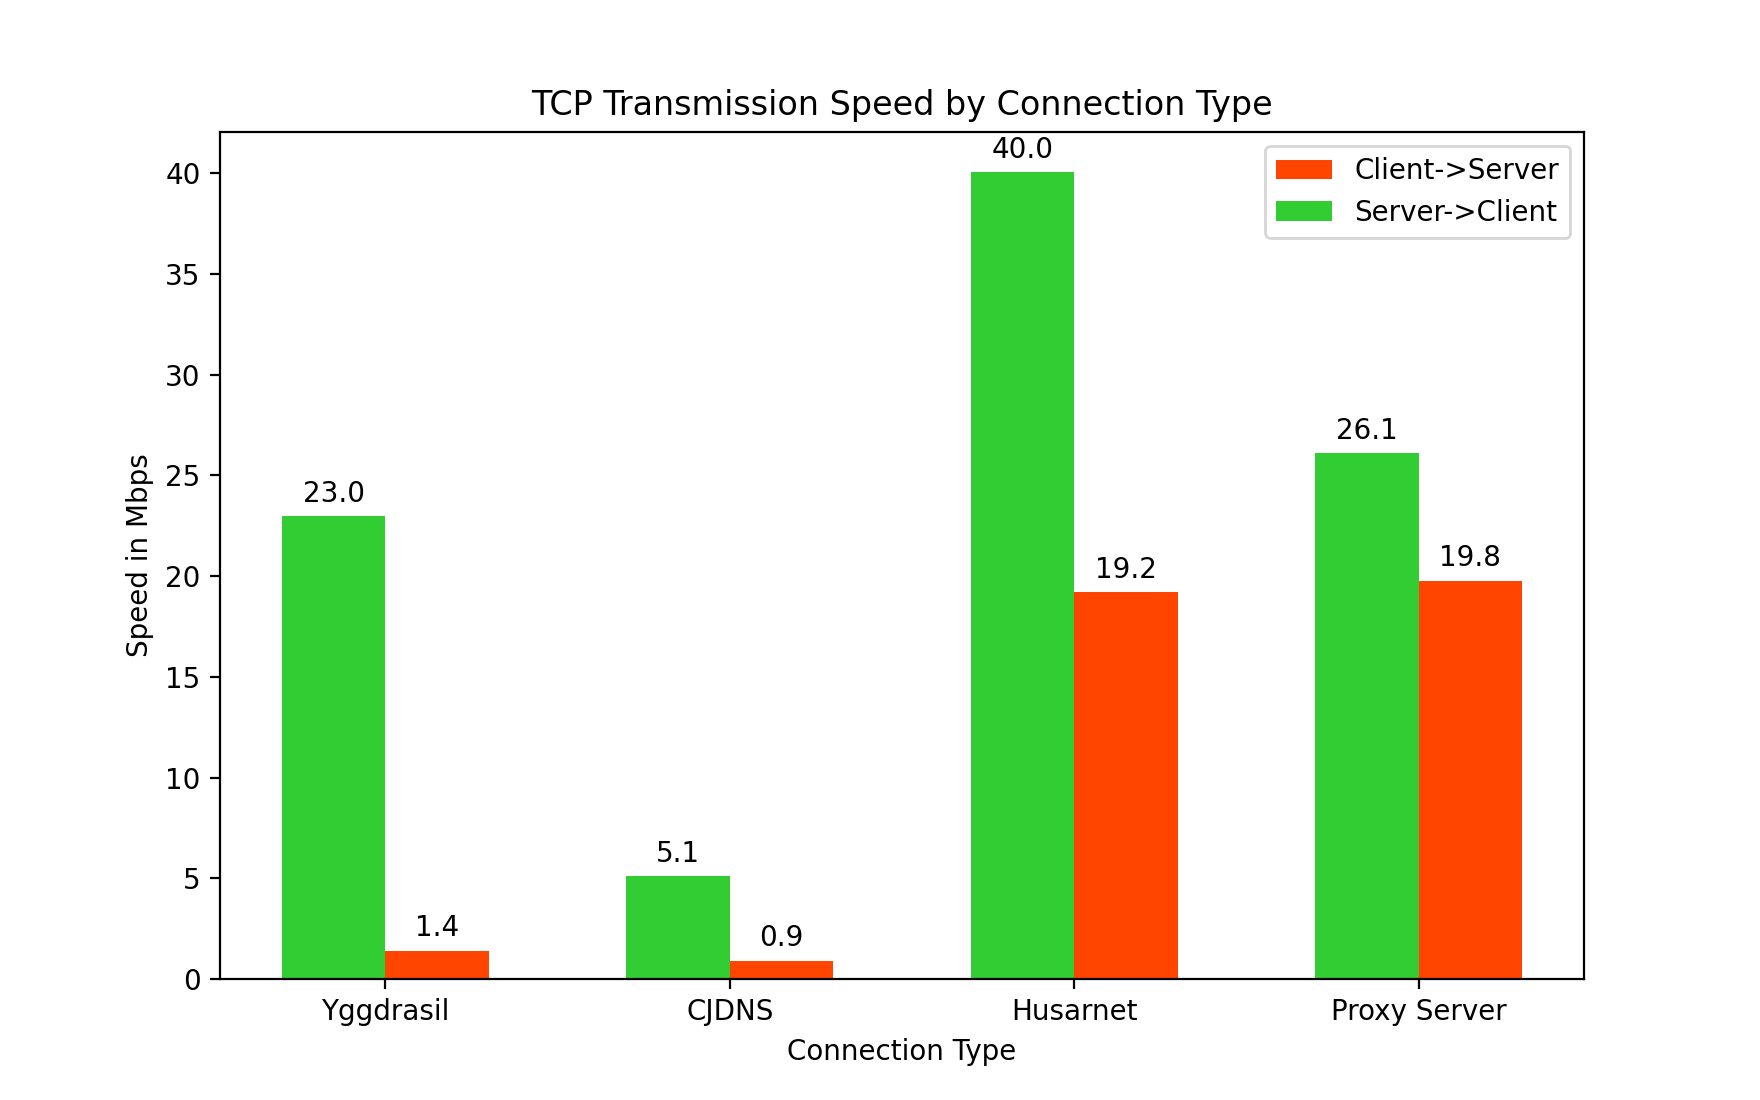 TCP Transmission Speed by Connection Type
Client->Server
Server->Client
Speed in Mbps
40
35
30
25
20
15
10
5
0
23.0
1.4
5.1
0.9
40.0
19.2
26.1
19.8
Yggdrasil
CJDNS
Husarnet
Proxy Server
Connection Type